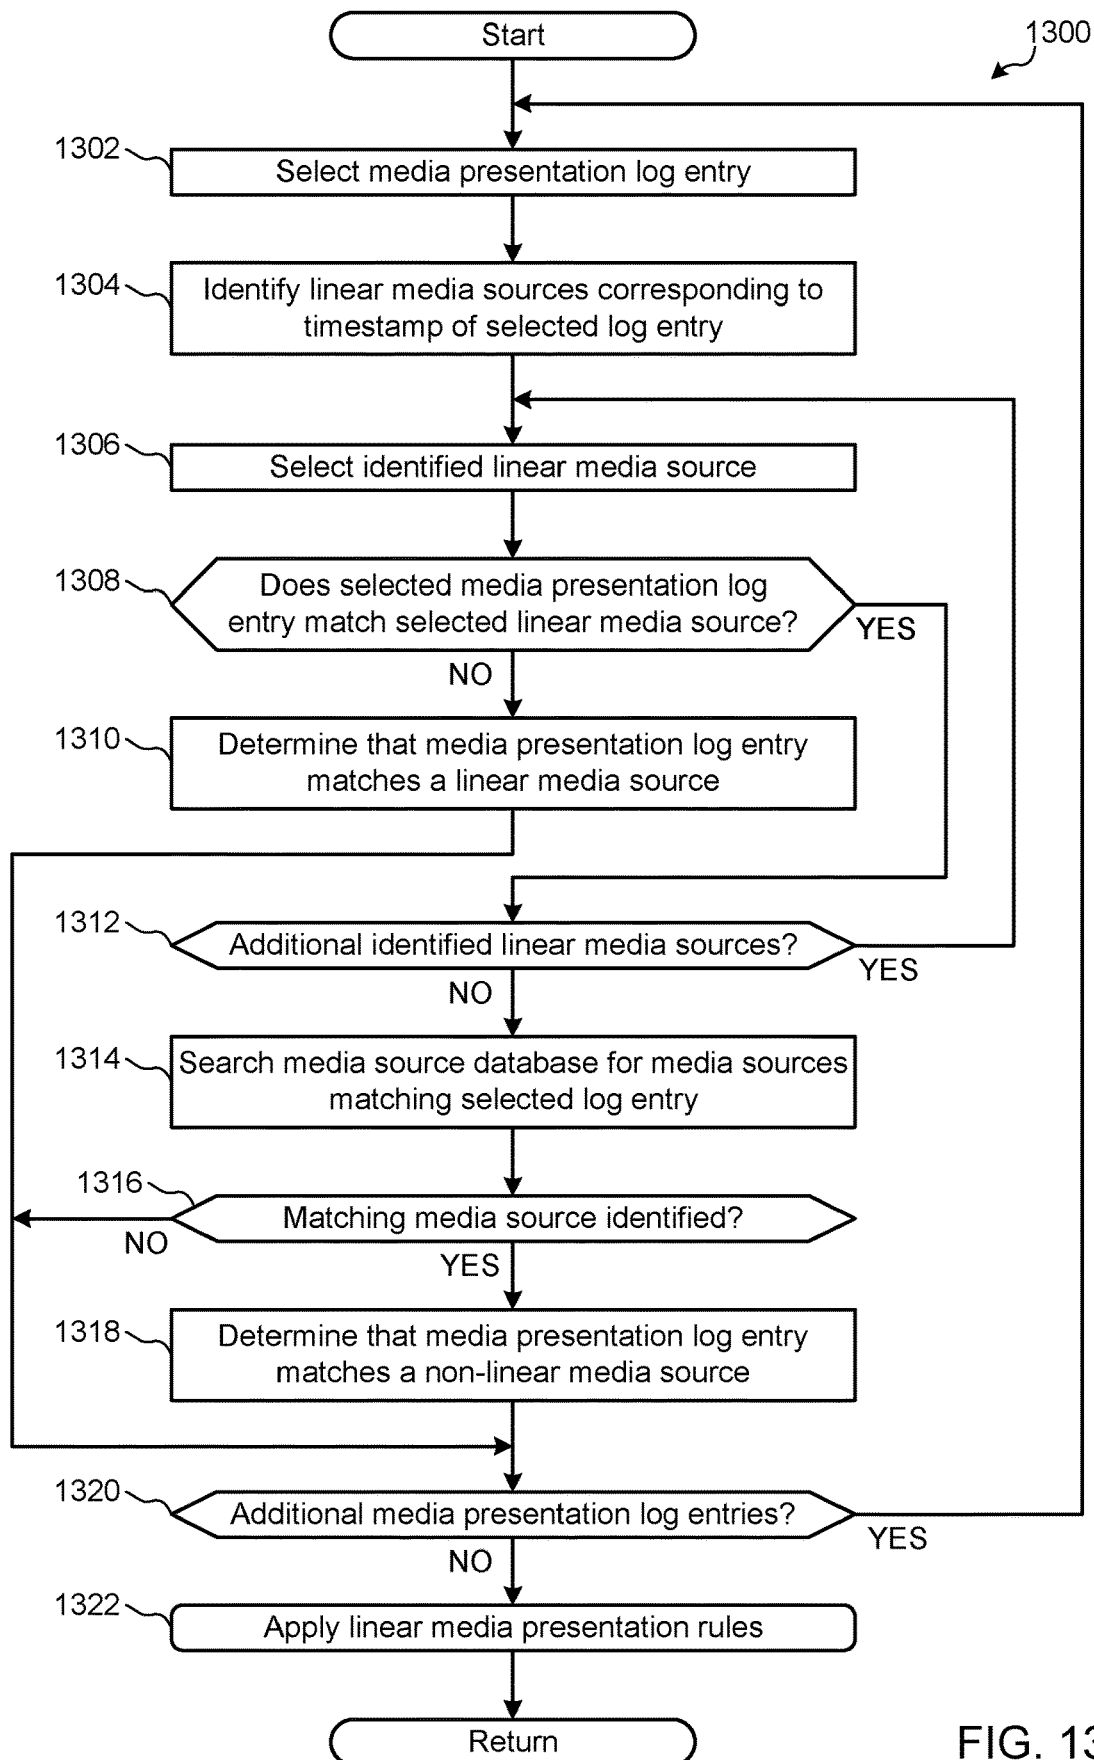 Start
1300
1302
Select media presentation log entry
1304
Identify linear media sources corresponding to
timestamp of selected log entry
1306
Select identified linear media source
1308
Does selected media presentation log
entry match selected linear media source?
YES
NO
1310
Determine that media presentation log entry
matches a linear media source
1312
Additional identified linear media sources?
YES
NO
1314
Search media source database for media sources
matching selected log entry
1316
Matching media source identified?
NO
YES
1318
Determine that media presentation log entry
matches a non-linear media source
1320
Additional media presentation log entries?
YES
NO
1322
Apply linear media presentation rules
Return
FIG. 13